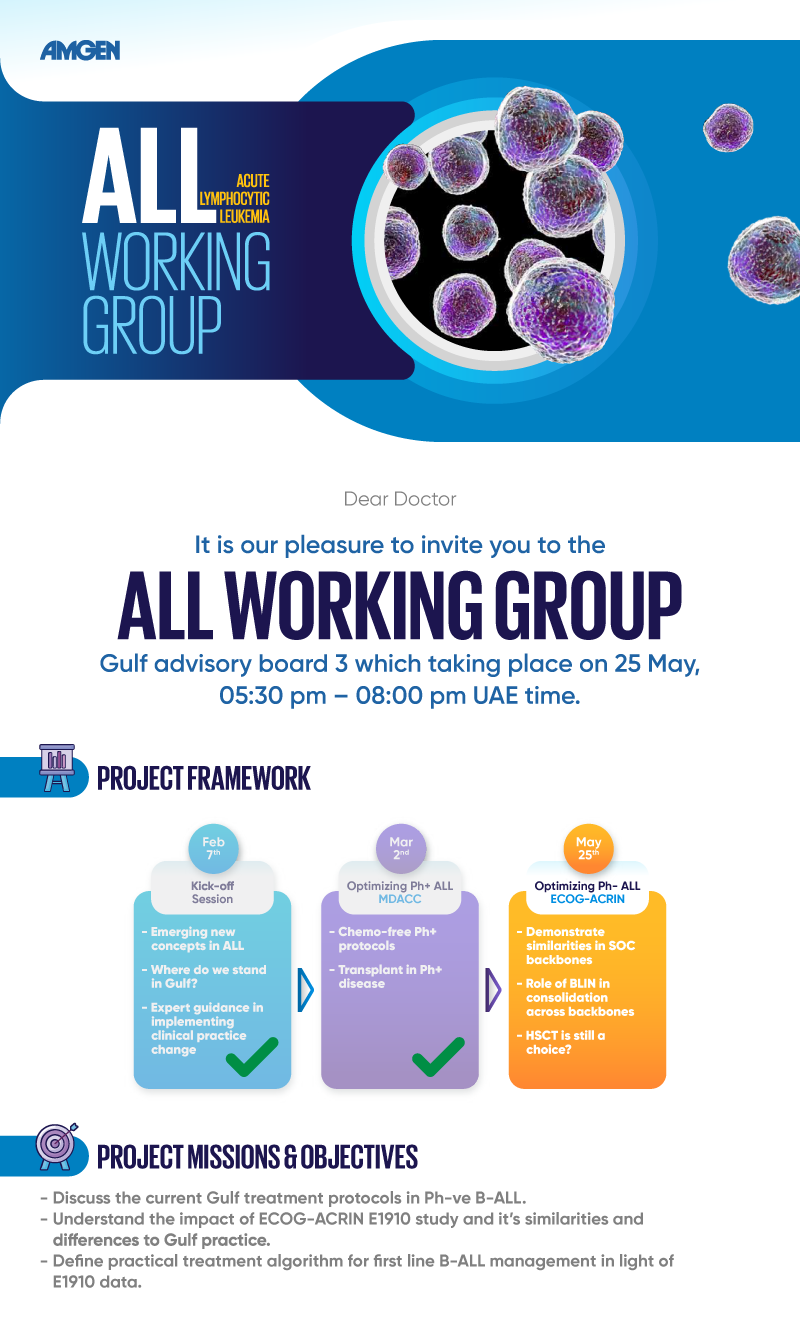 AMGEN
ALL
ACUTE
LYMPHOCYTIC
LEUKEMIA
WORKING
GROUP
Dear Doctor
It is our pleasure to invite you to the
ALL WORKING GROUP
Gulf advisory board 3 which taking place on 25 May,
05:30 pm – 08:00 pm UAE time.
PROJECT FRAMEWORK
Feb
7th
Kick-off
Session
- Emerging new
concepts in ALL
- Where do we stand
in Gulf?
- Expert guidance in
implementing
clinical practice
change
Mar
2nd
Optimizing Ph+ ALL
MDACC
- Chemo-free Ph+
protocols
- Transplant in Ph+
disease
May
25th
Optimizing Ph- ALL
ECOG-ACRIN
- Demonstrate
similarities in SOC
backbones
- Role of BLIN in
consolidation
across backbones
- HSCT is still a
choice?
PROJECT MISSIONS & OBJECTIVES
- Discuss the current Gulf treatment protocols in Ph-ve B-ALL.
- Understand the impact of ECOG-ACRIN E1910 study and it's similarities and
differences to Gulf practice.
- Define practical treatment algorithm for first line B-ALL management in light of
E1910 data.